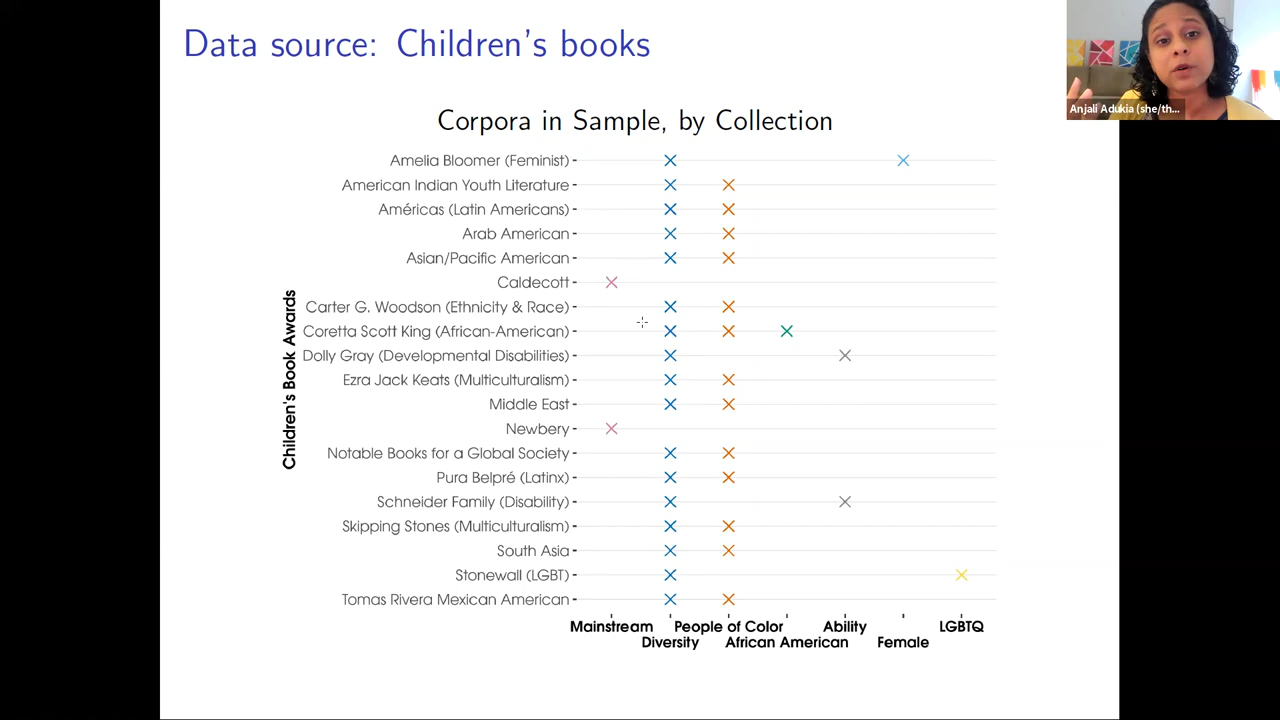 Data source: Children's books
Anjali Adukia (she/th...
Corpora in Sample, by Collection
Children's Book Awards
Amelia Bloomer (Feminist)
American Indian Youth Literature
Américas (Latin Americans)
Arab American
Asian/Pacific American
Caldecott
Carter G. Woodson (Ethnicity & Race)
Coretta Scott King (African-American)
Dolly Gray (Developmental Disabilities)
Ezra Jack Keats (Multiculturalism)
Middle East
Newbery
Notable Books for a Global Society
Pura Belpré (Latinx)
Schneider Family (Disability)
Skipping Stones (Multiculturalism)
South Asia
Stonewall (LGBT)
Tomas Rivera Mexican American
Mainstream People of Color Ability LGBTQ
Diversity African American Female